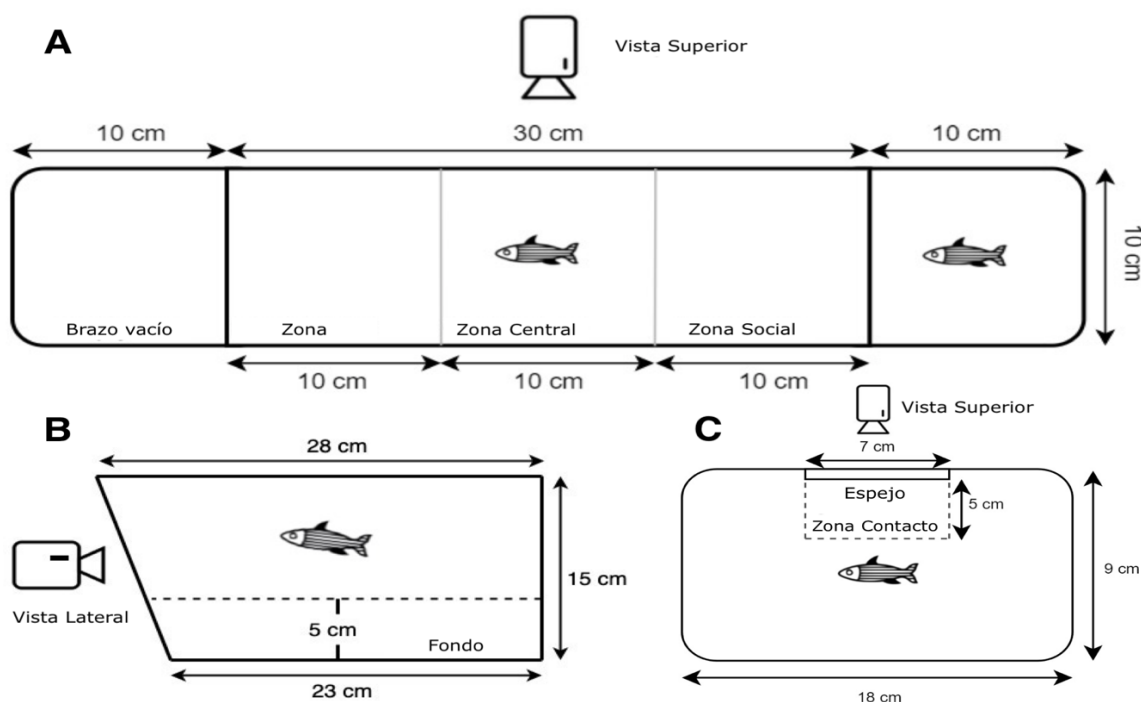 A
Vista Superior
10 cm
30 cm
10 cm
10 cm
Brazo vacío
Zona
Zona Central
Zona Social
10 cm
10 cm
10 cm
B
28 cm
15 cm
Vista Lateral
5 cm
Fondo
23 cm
C
Vista Superior
7 cm
Espejo
5 cm
Zona Contacto
9 cm
18 cm